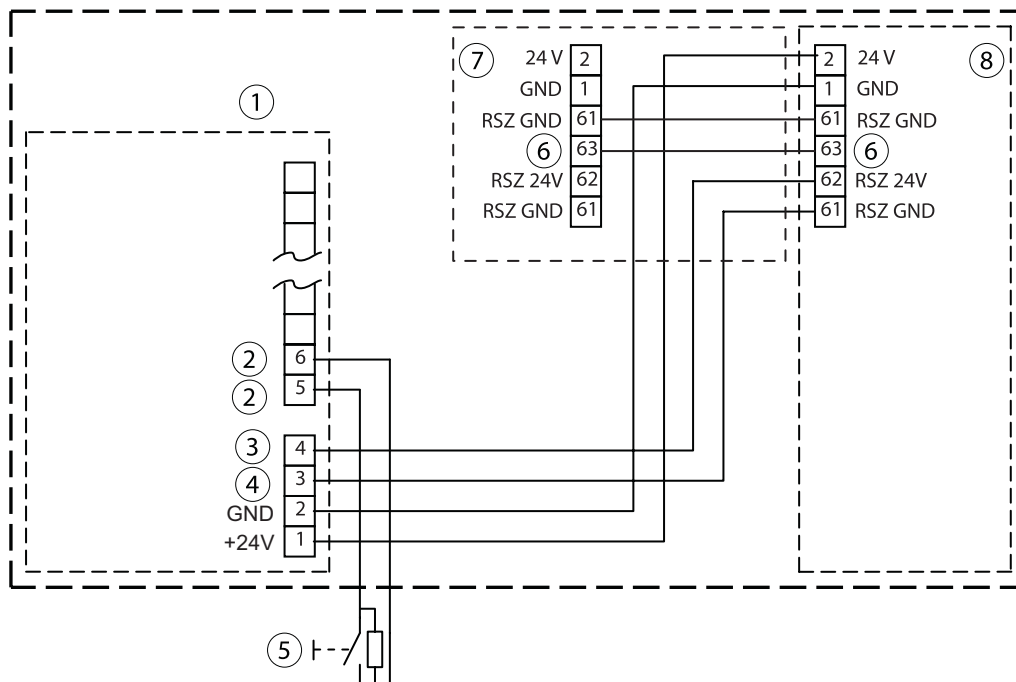 7
24 V 2
GND 1
RSZ GND 61
6 63
RSZ 24V 62
RSZ GND 61
2 24 V 8
1 GND
61 RSZ GND
63 6
62 RSZ 24V
61 RSZ GND
1
2 6
2 5
3 4
4 3
GND 2
+24V 1
5